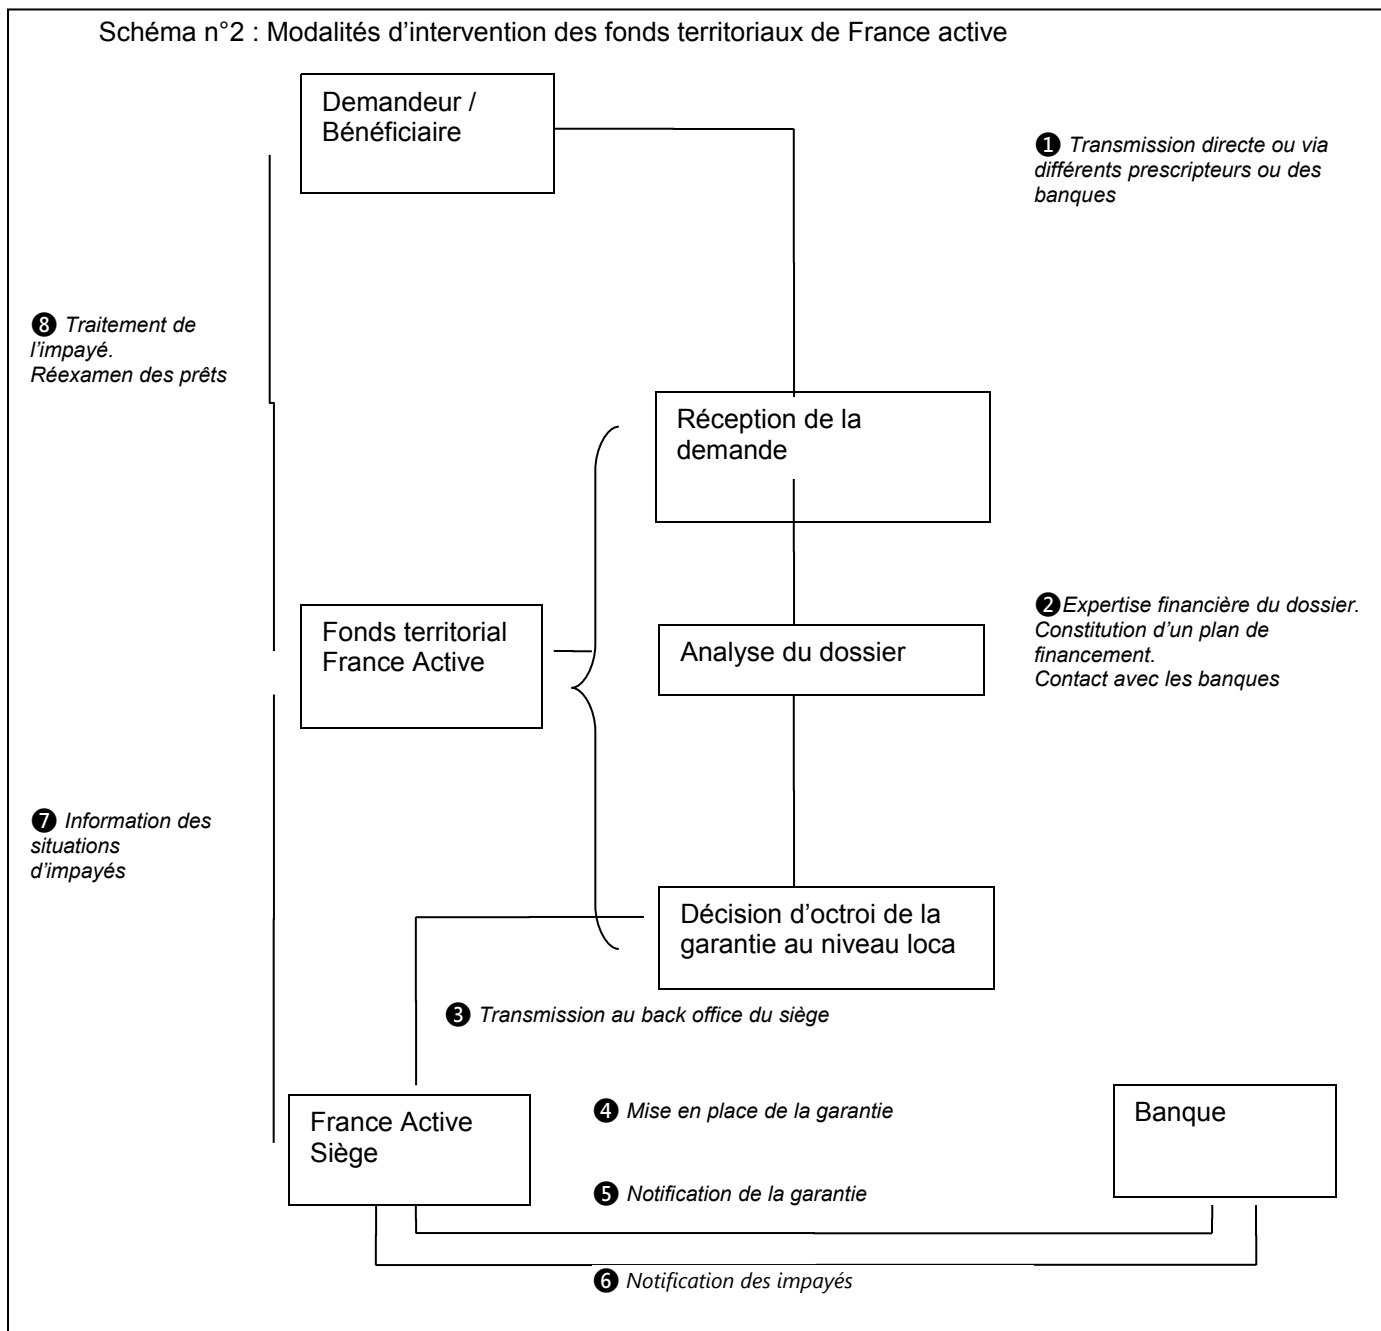 Schéma n°2 : Modalités d’intervention des fonds territoriaux de France active
Demandeur /
Bénéficiaire
❶ Transmission directe ou via
différents prescripteurs ou des
banques
❽ Traitement de
l’impayé.
Réexamen des prêts
Réception de la
demande
Fonds territorial
France Active
Analyse du dossier
❷Expertise financière du dossier.
Constitution d’un plan de
financement.
Contact avec les banques
❼ Information des
situations
d’impayés
Décision d’octroi de la
garantie au niveau loca
❸ Transmission au back office du siège
France Active
Siège
❹ Mise en place de la garantie
Banque
❺ Notification de la garantie
❻ Notification des impayés